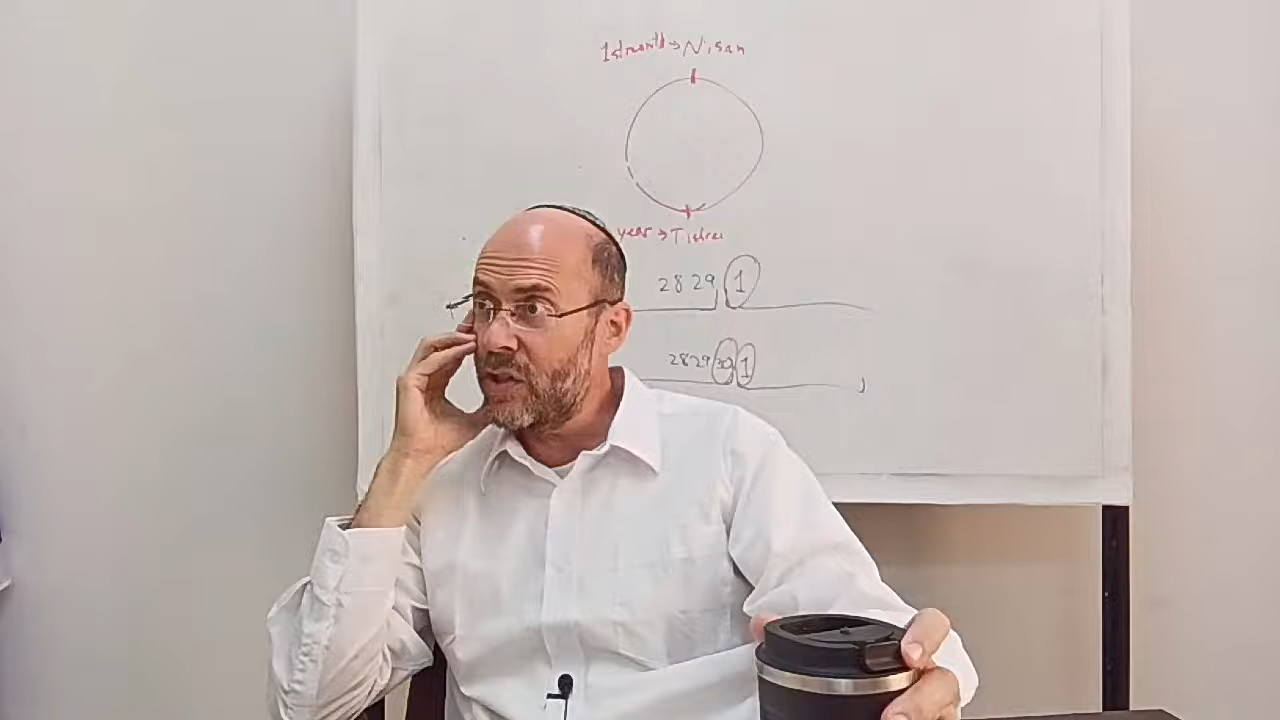 1st month → Nisan
year → Tishrei
28 29 1
28 29 30 1